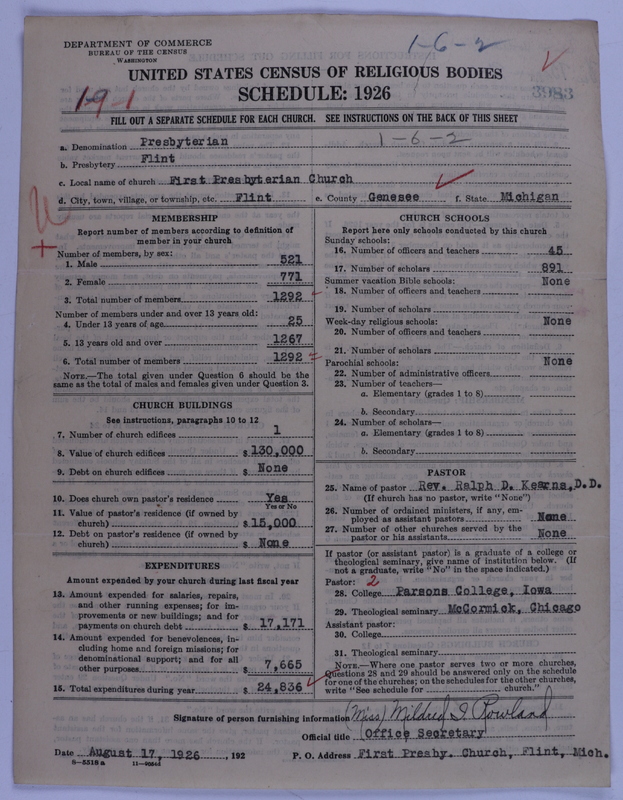 DEPARTMENT OF COMMERCE
BUREAU OF THE CENSUS
WASHINGTON
1-6-2
UNITED STATES CENSUS OF RELIGIOUS BODIES
3983
SCHEDULE: 1926
1-9-1
FILL OUT A SEPARATE SCHEDULE FOR EACH CHURCH. SEE INSTRUCTIONS ON THE BACK OF THIS SHEET
a. Denomination Presbyterian 1-6-2
b. Presbytery Flint
c. Local name of church First Presbyterian Church
d. City, town, village, or township, etc. Flint e. County Genesee f. State Michigan
MEMBERSHIP
Report number of members according to definition of
member in your church
Number of members, by sex:
1. Male 521
2. Female 771
3. Total number of members 1292
Number of members under and over 13 years old:
4. Under 13 years of age 25
5. 13 years old and over 1267
6. Total number of members 1292
NOTE.—The total given under Question 6 should be
same as the total of males and females given under Question 3.
CHURCH BUILDINGS
See instructions, paragraphs 10 to 12
7. Number of church edifices 1
8. Value of church edifices $130,000
9. Debt on church edifices $ None
10. Does church own pastor's residence Yes
Yes or No
11. Value of pastor's residence (if owned by
church) $15,000
12. Debt on pastor's residence (if owned by
church) $ None
EXPENDITURES
Amount expended by your church during last fiscal year
13. Amount expended for salaries, repairs,
and other running expenses; for im-
provements or new buildings; and for
payments on church debt $ 17,171
14. Amount expended for benevolences, in-
cluding home and foreign missions; for
denominational support; and for all
other purposes $ 7,665
15. Total expenditures during year $ 24,836
CHURCH SCHOOLS
Report here only schools conducted by this church
Sunday schools:
16. Number of officers and teachers 45
17. Number of scholars 891
Summer vacation Bible schools: None
18. Number of officers and teachers
19. Number of scholars
Week-day religious schools: None
20. Number of officers and teachers
21. Number of scholars
Parochial schools: None
22. Number of administrative officers
23. Number of teachers—
a. Elementary (grades 1 to 8)
b. Secondary
24. Number of scholars—
a. Elementary (grades 1 to 8)
b. Secondary
PASTOR
25. Name of pastor Rev. Ralph D. Kearns, D.D.
(If church has no pastor, write "None")
26. Number of ordained ministers, if any, em-
ployed as assistant pastors None
27. Number of other churches served by the
pastor or his assistants None
If pastor (or assistant pastor) is a graduate of a college or
theological seminary, give name of institution below. (If
not a graduate, write "No" in the space indicated.)
Pastor: 2
28. College Parsons College, Iowa
29. Theological seminary McCormick, Chicago
Assistant pastor:
30. College
31. Theological seminary
NOTE.—Where one pastor serves two or more churches,
Questions 28 and 29 should be answered only on the schedule
for one of the churches; on the schedules for the other churches,
write "See schedule for church."
Signature of person furnishing information (Miss) Mildred I. Rowland
Official title Office Secretary
Date August 17, 1926, 192 P. O. Address First Presby. Church, Flint, Mich.
8-5518 a